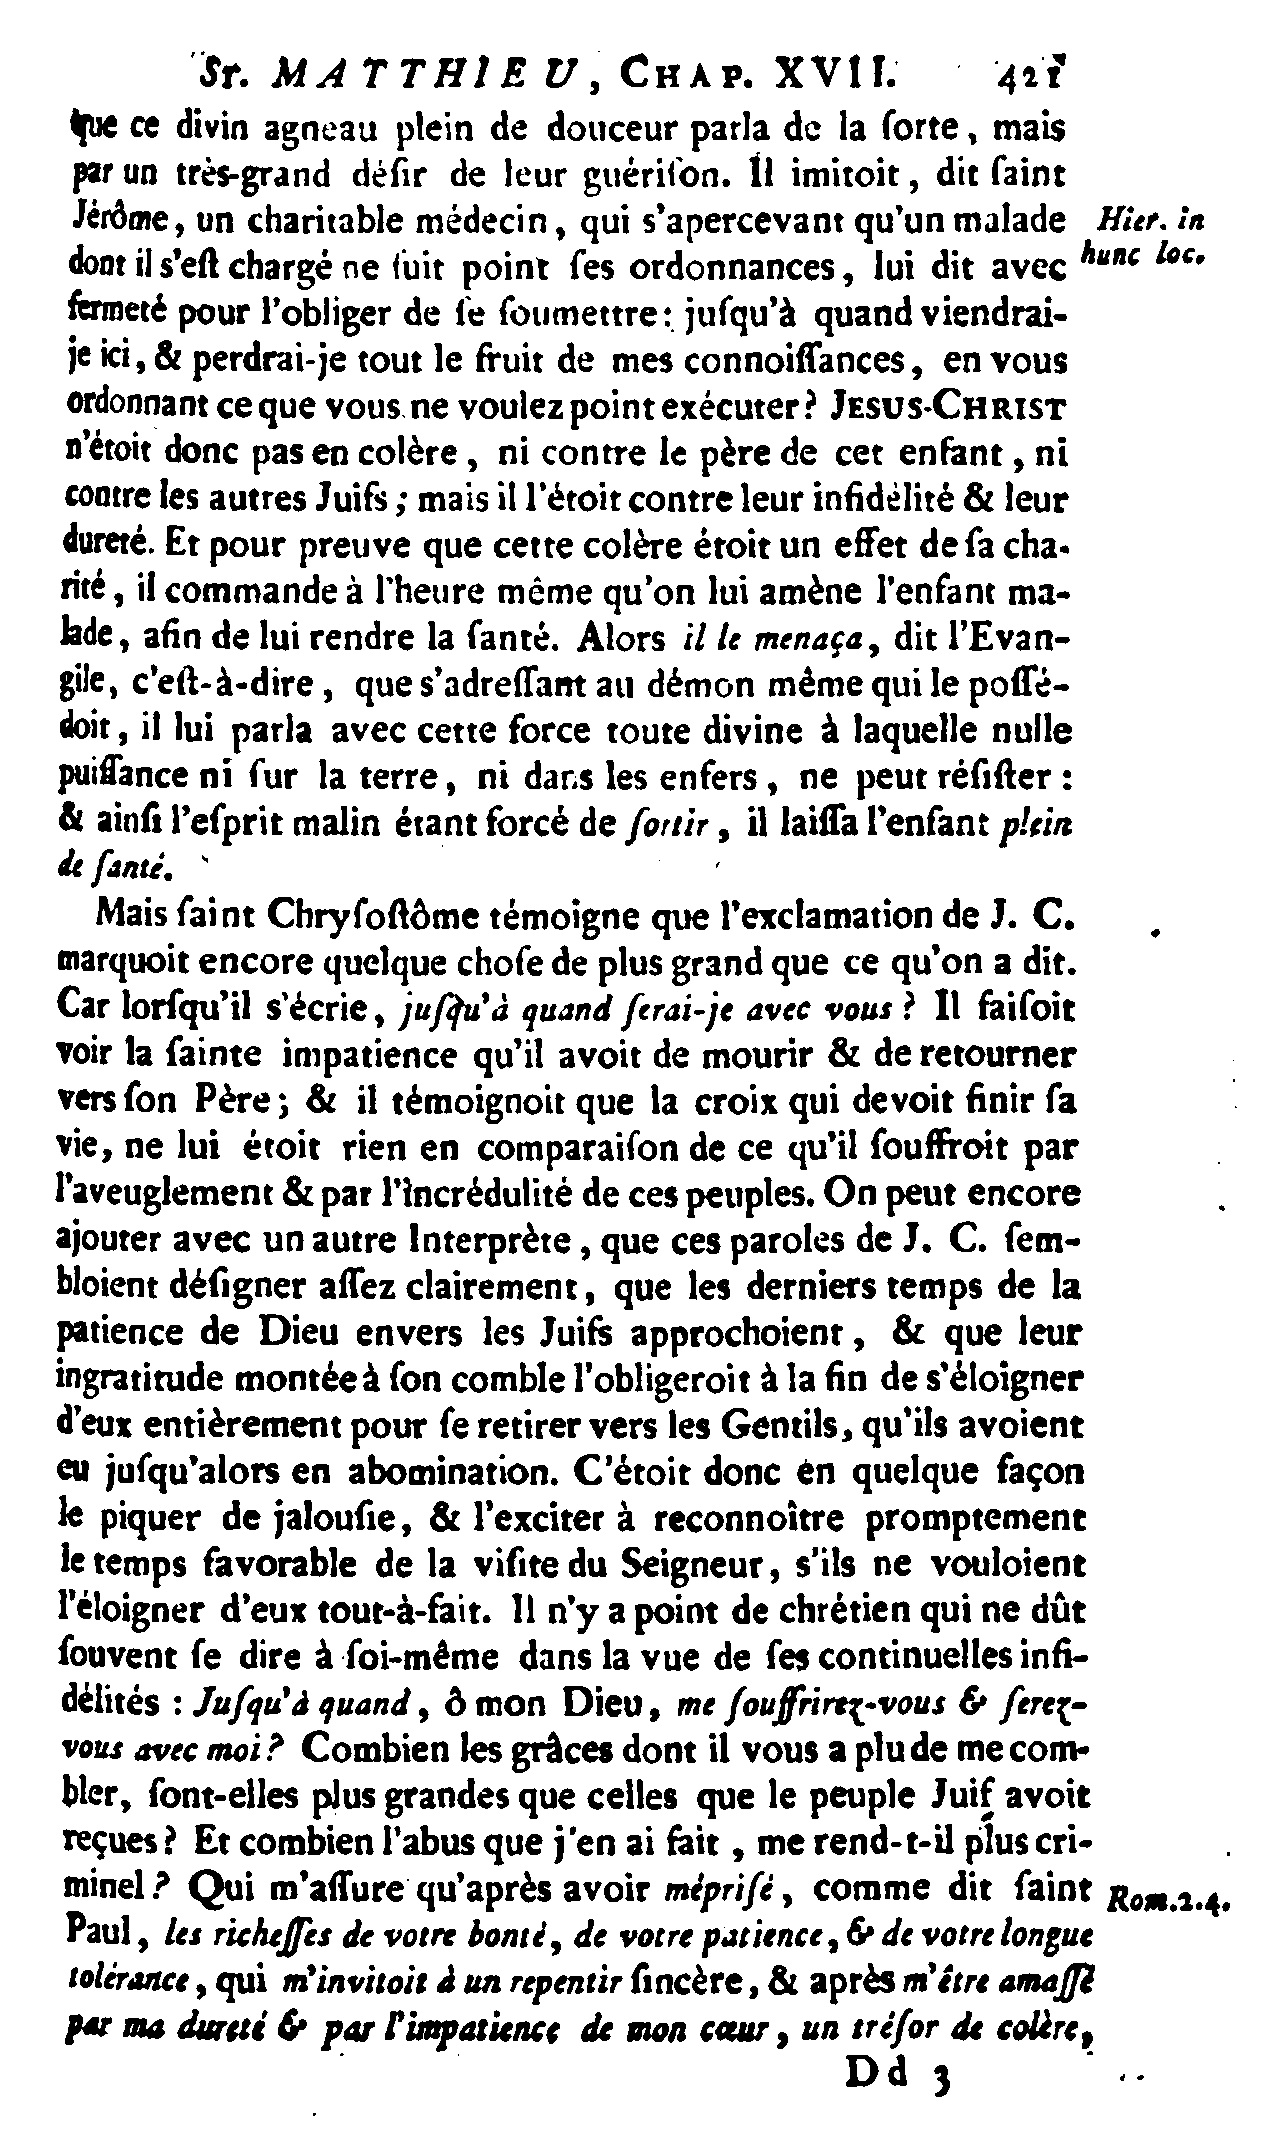 St. MATTHIEU, CHAP. XVII. 421
que ce divin agneau plein de douceur parla de la ſorte, mais
par un très-grand déſir de leur guériſon. Il imitoit, dit ſaint
Jérôme, un charitable médecin, qui s'apercevant qu'un malade
Hier. in
dont il s'eſt chargé ne ſuit point ſes ordonnances, lui dit avec
hunc loc.
fermeté pour l'obliger de ſe ſoumettre: juſqu'à quand viendrai-
je ici, & perdrai-je tout le fruit de mes connoiſſances, en vous
ordonnant ce que vous ne voulez point exécuter? JESUS-CHRIST
n'étoit donc pas en colère, ni contre le père de cet enfant, ni
contre les autres Juifs; mais il l'étoit contre leur infidélité & leur
dureté. Et pour preuve que cette colère étoit un effet de ſa cha-
rité, il commande à l'heure même qu'on lui amène l'enfant ma-
lade, afin de lui rendre la ſanté. Alors il le menaça, dit l'Evan-
gile, c'eſt-à-dire, que s'adreſſant au démon même qui le poſſé-
doit, il lui parla avec cette force toute divine à laquelle nulle
puiſſance ni ſur la terre, ni dans les enfers, ne peut réſiſter:
& ainſi l'eſprit malin étant forcé de ſortir, il laiſſa l'enfant plein
de ſanté.
Mais ſaint Chryſoſtôme témoigne que l'exclamation de J. C.
marquoit encore quelque choſe de plus grand que ce qu'on a dit.
Car lorſqu'il s'écrie, juſqu'à quand ſerai-je avec vous? Il faiſoit
voir la ſainte impatience qu'il avoit de mourir & de retourner
vers ſon Père; & il témoignoit que la croix qui devoit finir ſa
vie, ne lui étoit rien en comparaiſon de ce qu'il ſouffroit par
l'aveuglement & par l'incrédulité de ces peuples. On peut encore
ajouter avec un autre Interprète, que ces paroles de J. C. ſem-
bloient déſigner aſſez clairement, que les derniers temps de la
patience de Dieu envers les Juifs approchoient, & que leur
ingratitude montée à ſon comble l'obligeroit à la fin de s'éloigner
d'eux entièrement pour ſe retirer vers les Gentils, qu'ils avoient
eu juſqu'alors en abomination. C'étoit donc en quelque façon
le piquer de jalouſie, & l'exciter à reconnoître promptement
le temps favorable de la viſite du Seigneur, s'ils ne vouloient
l'éloigner d'eux tout-à-fait. Il n'y a point de chrétien qui ne dût
ſouvent ſe dire à ſoi-même dans la vue de ſes continuelles infi-
délités : Juſqu'à quand, ô mon Dieu, me ſouffrirez-vous & ſerez-
vous avec moi? Combien les grâces dont il vous a plu de me com-
bler, ſont-elles plus grandes que celles que le peuple Juif avoit
reçues? Et combien l'abus que j'en ai fait, me rend-t-il plus cri-
minel? Qui m'aſſure qu'après avoir mépriſé, comme dit ſaint
Rom.2.4.
Paul, les richeſſes de votre bonté, de votre patience, & de votre longue
tolérance, qui m'invitoit à un repentir ſincère, & après m'être amaſſé
par ma dureté & par l'impatience de mon cœur, un tréſor de colère,
Dd 3